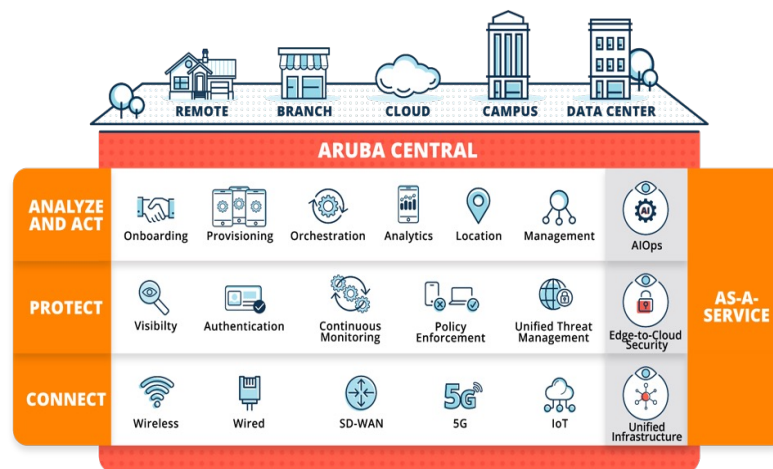 REMOTE
BRANCH
CLOUD
CAMPUS
DATA CENTER
ARUBA CENTRAL
ANALYZE
AND ACT
Onboarding
Provisioning
Orchestration
Analytics
Location
Management
AI
AIOps
PROTECT
Visibilty
Authentication
Continuous
Monitoring
Policy
Enforcement
Unified Threat
Management
Edge-to-Cloud
Security
AS-A-
SERVICE
CONNECT
Wireless
Wired
SD-WAN
5G
5G
IoT
Unified
Infrastructure